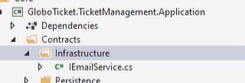 GloboTicket.TicketManagement.Application
Dependencies
Contracts
Infrastructure
IEmailService.cs
Persistence